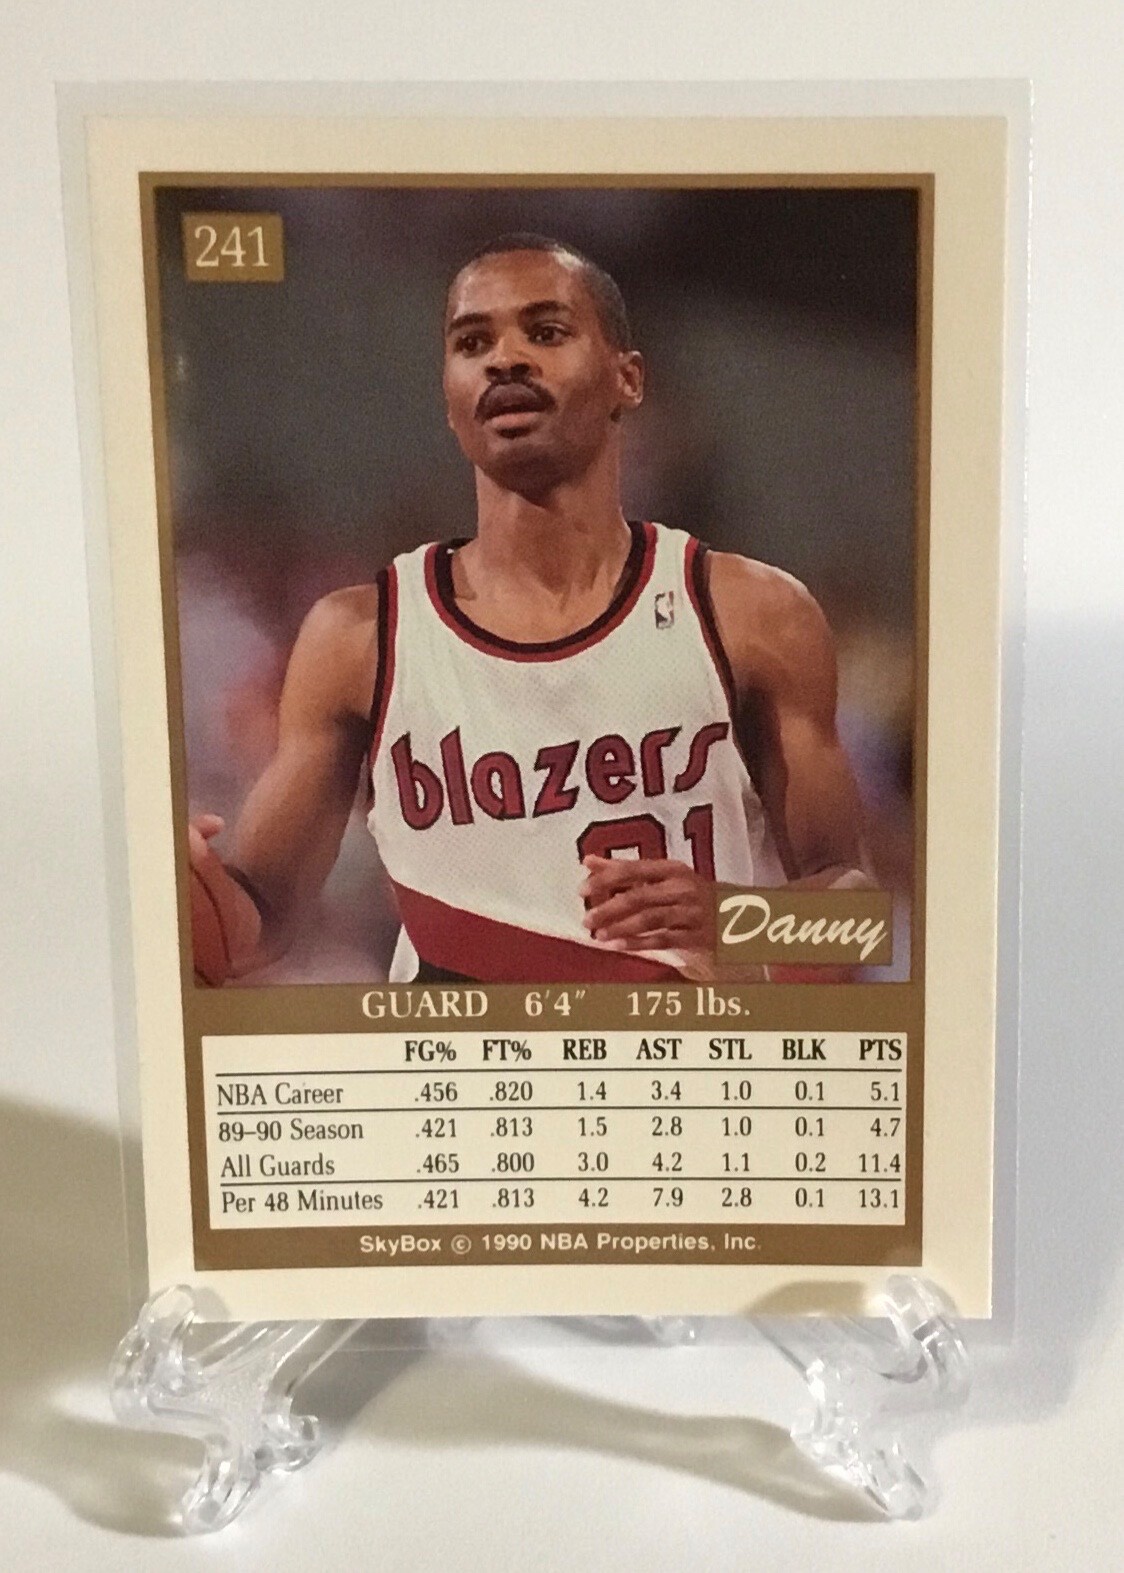 241
blazers
Danny
GUARD 6'4" 175 lbs.
FG% FT% REB AST STL BLK PTS
NBA Career .456 .820 1.4 3.4 1.0 0.1 5.1
89–90 Season .421 .813 1.5 2.8 1.0 0.1 4.7
All Guards .465 .800 3.0 4.2 1.1 0.2 11.4
Per 48 Minutes .421 .813 4.2 7.9 2.8 0.1 13.1
SkyBox © 1990 NBA Properties, Inc.